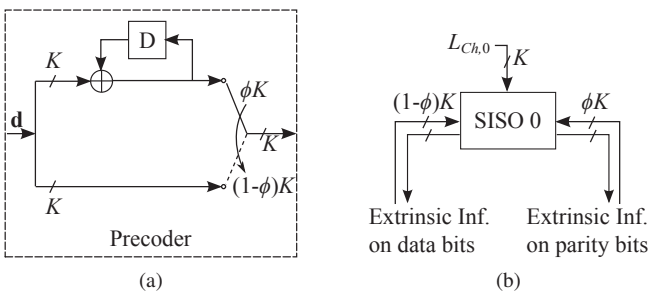 D
K
ϕK
d
K
(1-ϕ)K
K
Precoder
(a)
L_{Ch,0}
K
(1-ϕ)K
ϕK
SISO 0
Extrinsic Inf.
on data bits
Extrinsic Inf.
on parity bits
(b)